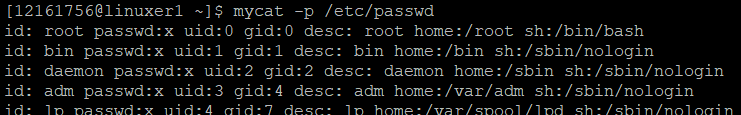 [12161756@linuxer1 ~]$ mycat -p /etc/passwd
id: root passwd:x uid:0 gid:0 desc: root home:/root sh:/bin/bash
id: bin passwd:x uid:1 gid:1 desc: bin home:/bin sh:/sbin/nologin
id: daemon passwd:x uid:2 gid:2 desc: daemon home:/sbin sh:/sbin/nologin
id: adm passwd:x uid:3 gid:4 desc: adm home:/var/adm sh:/sbin/nologin
id: lp passwd:x uid:4 gid:7 desc: lp home:/var/spool/lpd sh:/sbin/nologin